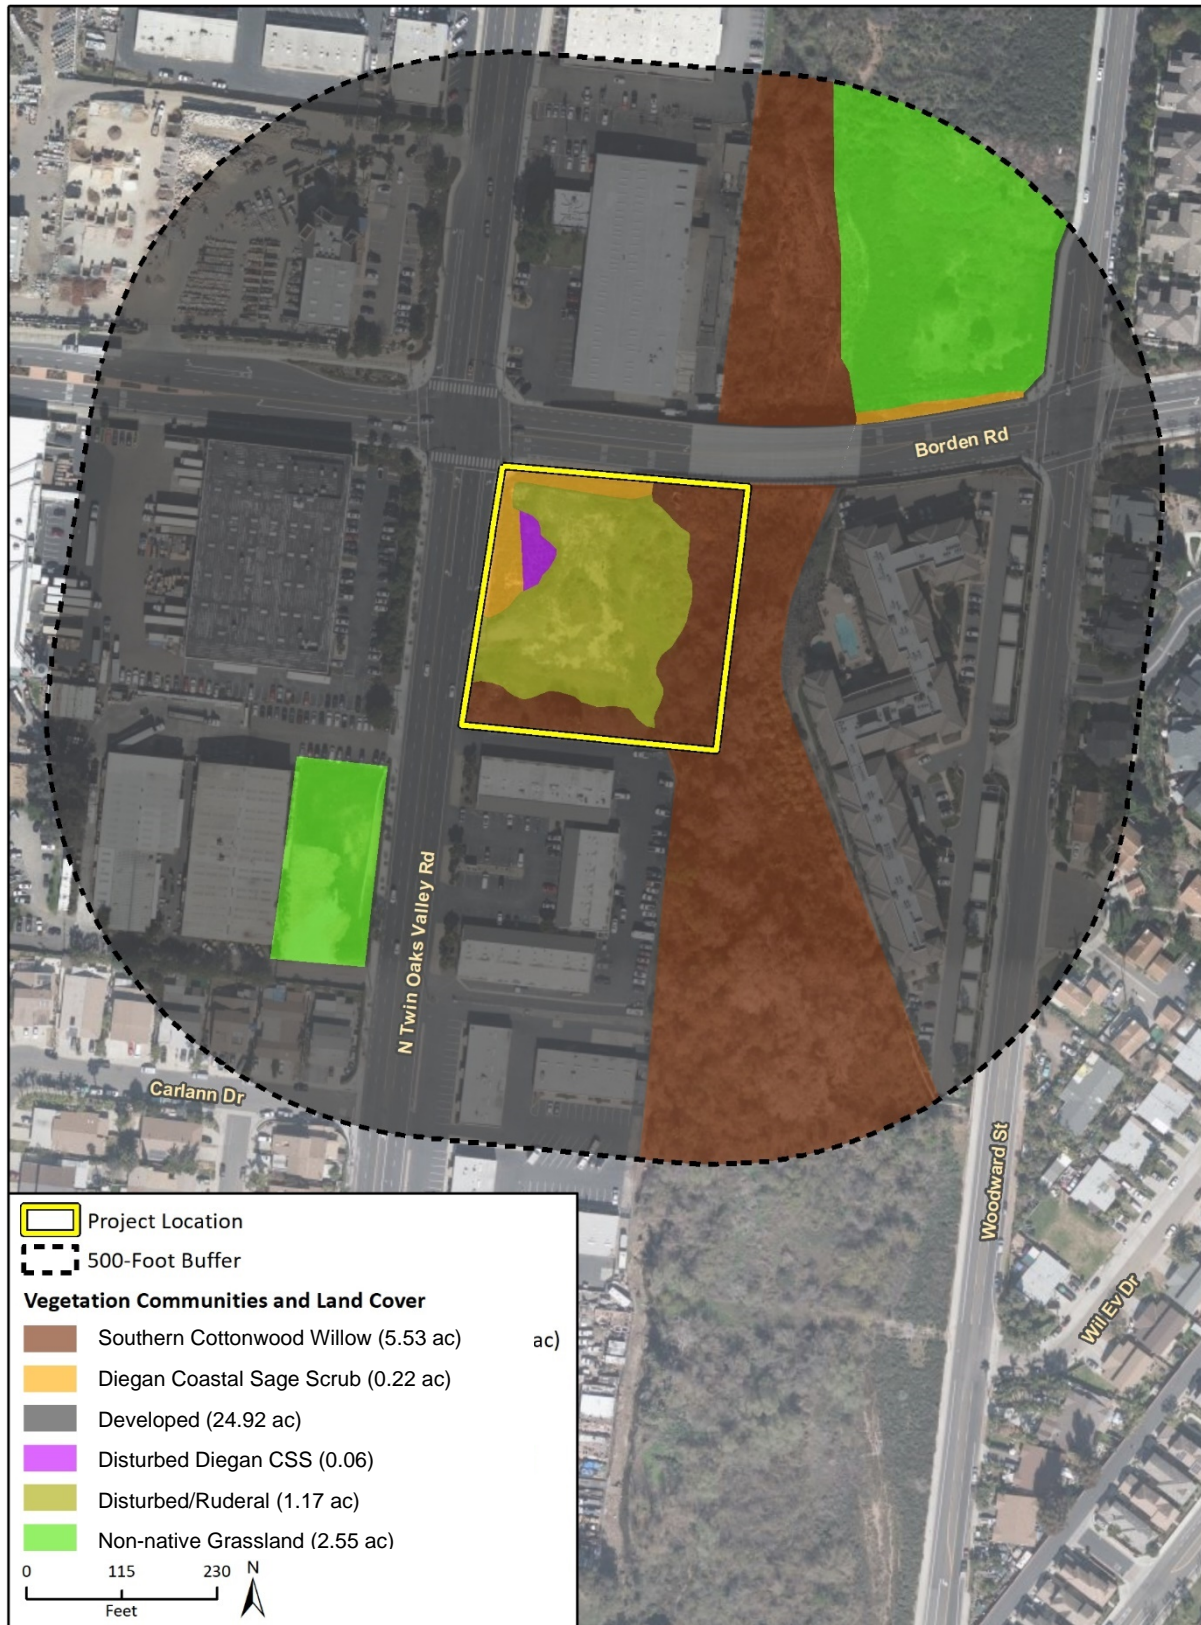 Borden Rd
N Twin Oaks Valley Rd
Carlann Dr
Woodward St
Wil Ev Dr
Project Location
500-Foot Buffer
Vegetation Communities and Land Cover
Southern Cottonwood Willow (5.53 ac) ac)
Diegan Coastal Sage Scrub (0.22 ac)
Developed (24.92 ac)
Disturbed Diegan CSS (0.06)
Disturbed/Ruderal (1.17 ac)
Non-native Grassland (2.55 ac)
0 115 230 N
Feet